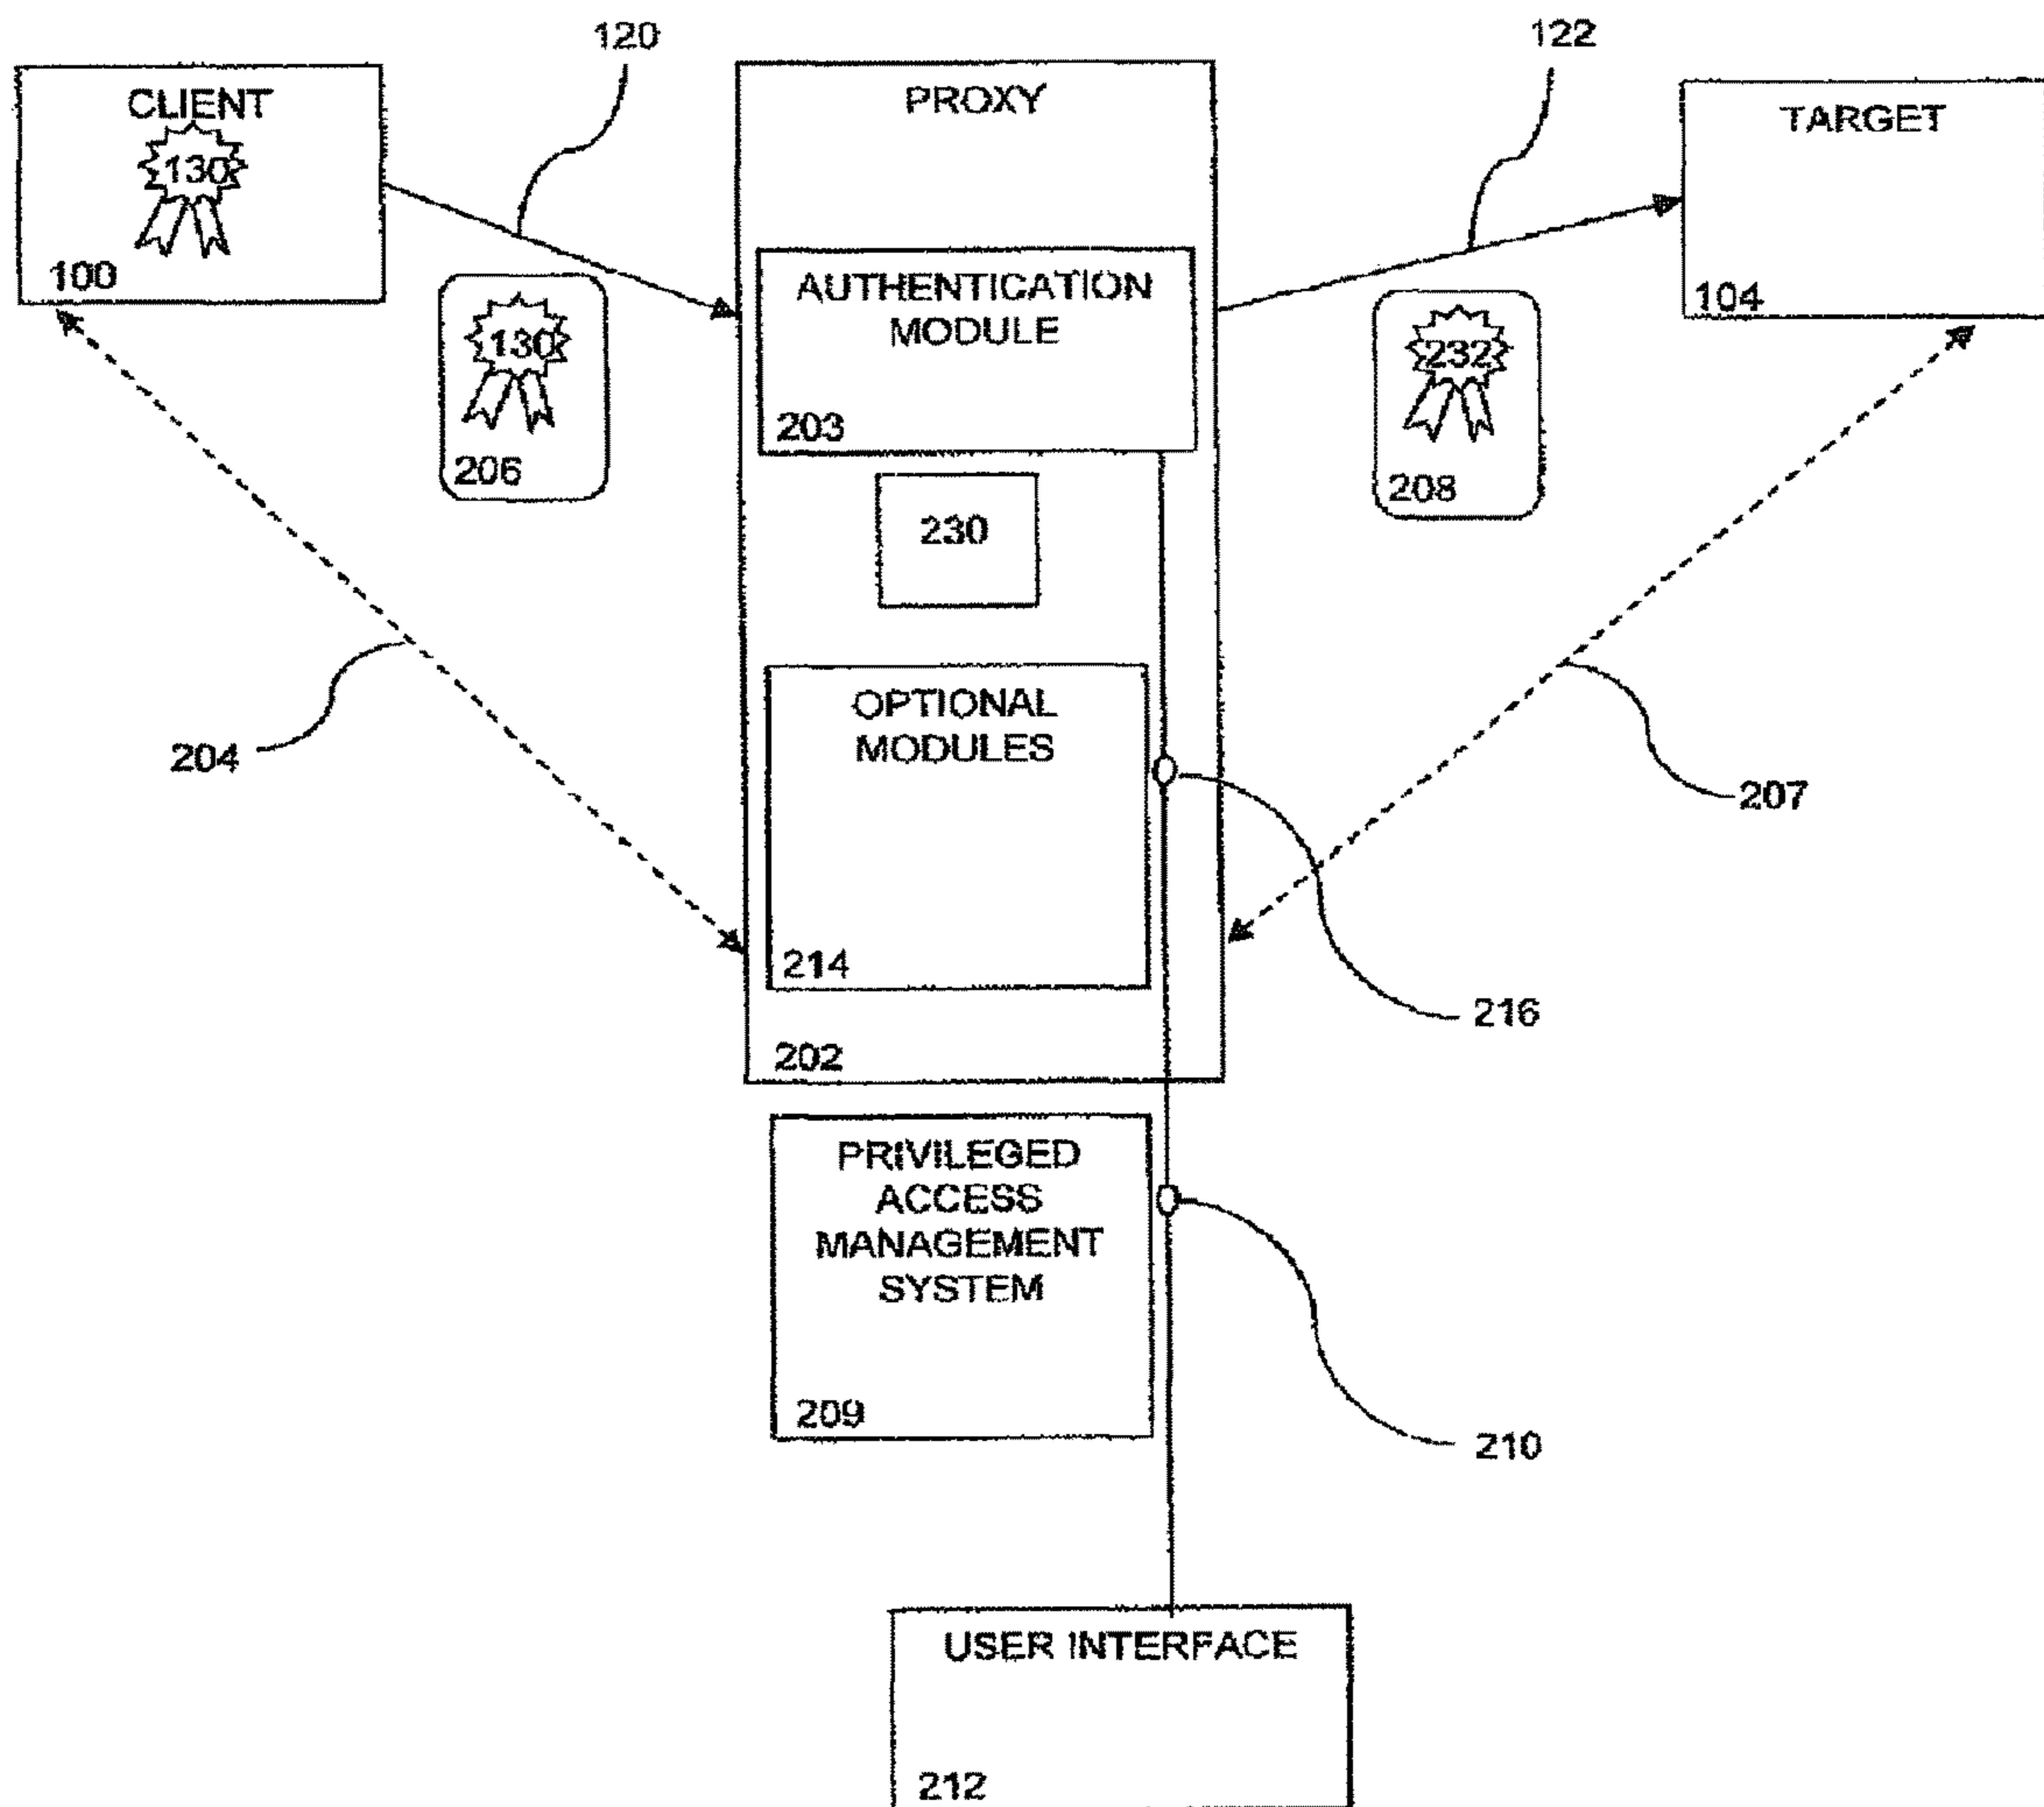 120
122
CLIENT
130
100
PROXY
TARGET
104
AUTHENTICATION
MODULE
203
130
206
232
208
230
OPTIONAL
MODULES
214
204
207
216
202
PRIVILEGED
ACCESS
MANAGEMENT
SYSTEM
209
210
USER INTERFACE
212